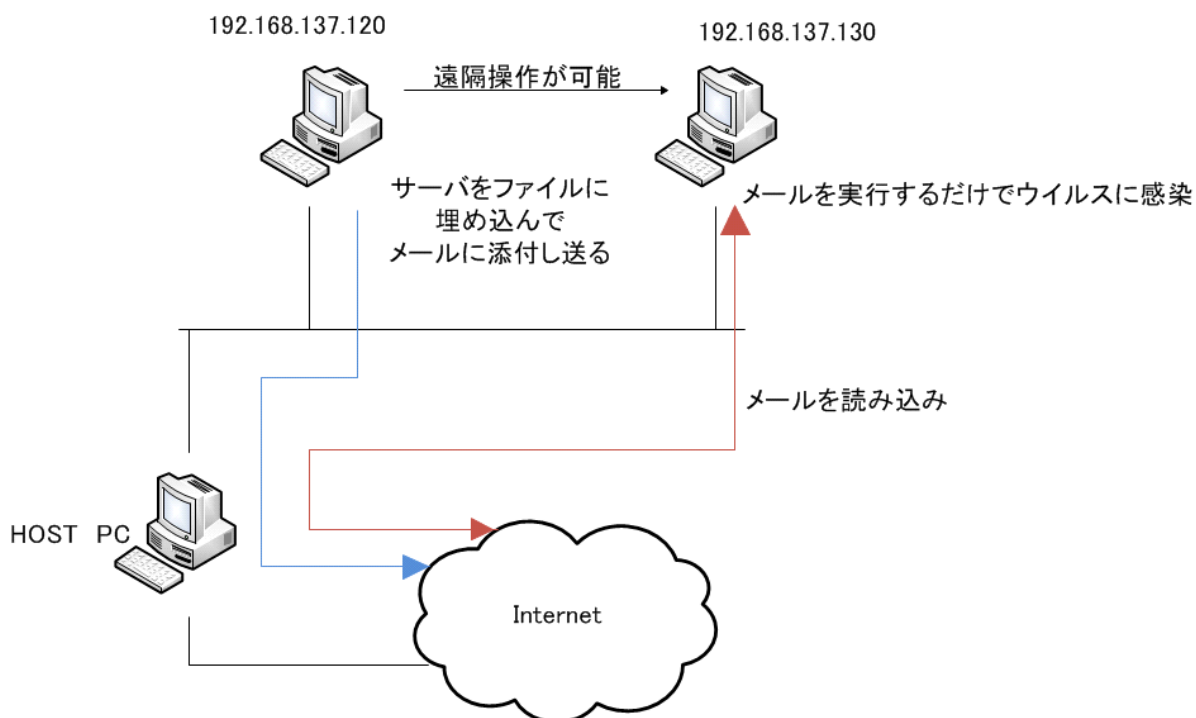 192.168.137.120
192.168.137.130
遠隔操作が可能
サーバをファイルに
埋め込んで
メールに添付し送る
メールを実行するだけでウイルスに感染
メールを読み込み
HOST PC
Internet